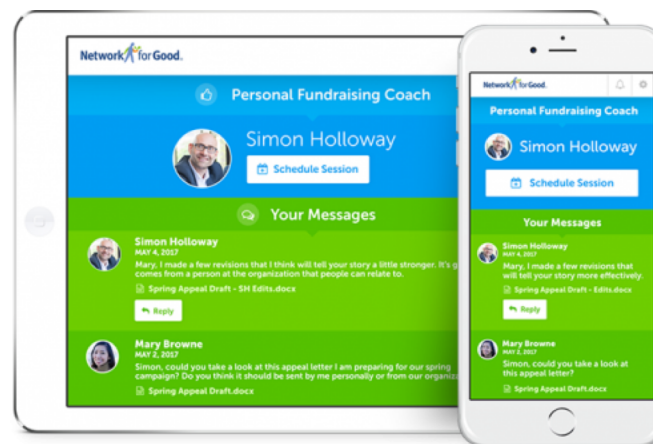 Network for Good.
Personal Fundraising Coach
Simon Holloway
Schedule Session
Your Messages
Simon Holloway
MAY 4, 2017
Mary, I made a few revisions that I think will tell your story a little stronger. It's
comes from a person at the organization that people can relate to.
Spring Appeal Draft - SH Edits.docx
Reply
Mary Browne
MAY 2, 2017
Simon, could you take a look at this appeal letter I am preparing for our spring
campaign? Do you think it should be sent by me personally or from our
Spring Appeal Draft.docx
Network for Good.
Personal Fundraising Coach
Simon Holloway
Schedule Session
Your Messages
Simon Holloway
MAY 4, 2017
Mary, I made a few revisions that
will tell your story more effectively.
Spring Appeal Draft - Edits.docx
Reply
Mary Browne
MAY 2, 2017
Simon, could you take a look at
this appeal letter?
Spring Appeal Draft.docx